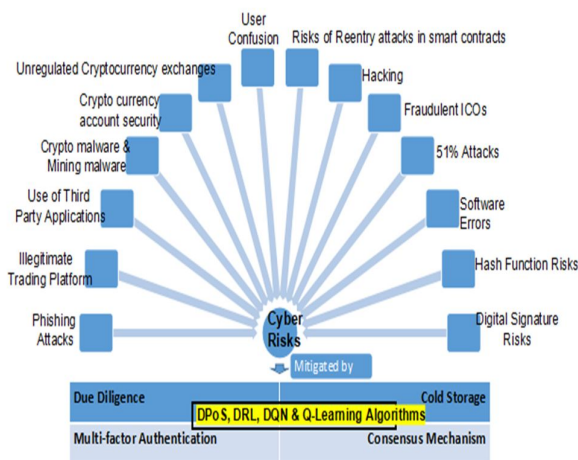 User
Confusion
Risks of Reentry attacks in smart contracts
Unregulated Cryptocurrency exchanges
Hacking
Crypto currency
account security
Fraudulent ICOs
Crypto malware &
Mining malware
51% Attacks
Use of Third
Party Applications
Software
Errors
Illegitimate
Trading Platform
Hash Function Risks
Phishing
Attacks
Cyber
Risks
Digital Signature
Risks
Mitigated by
Due Diligence
Cold Storage
DPoS, DRL, DQN & Q-Learning Algorithms
Multi-factor Authentication
Consensus Mechanism